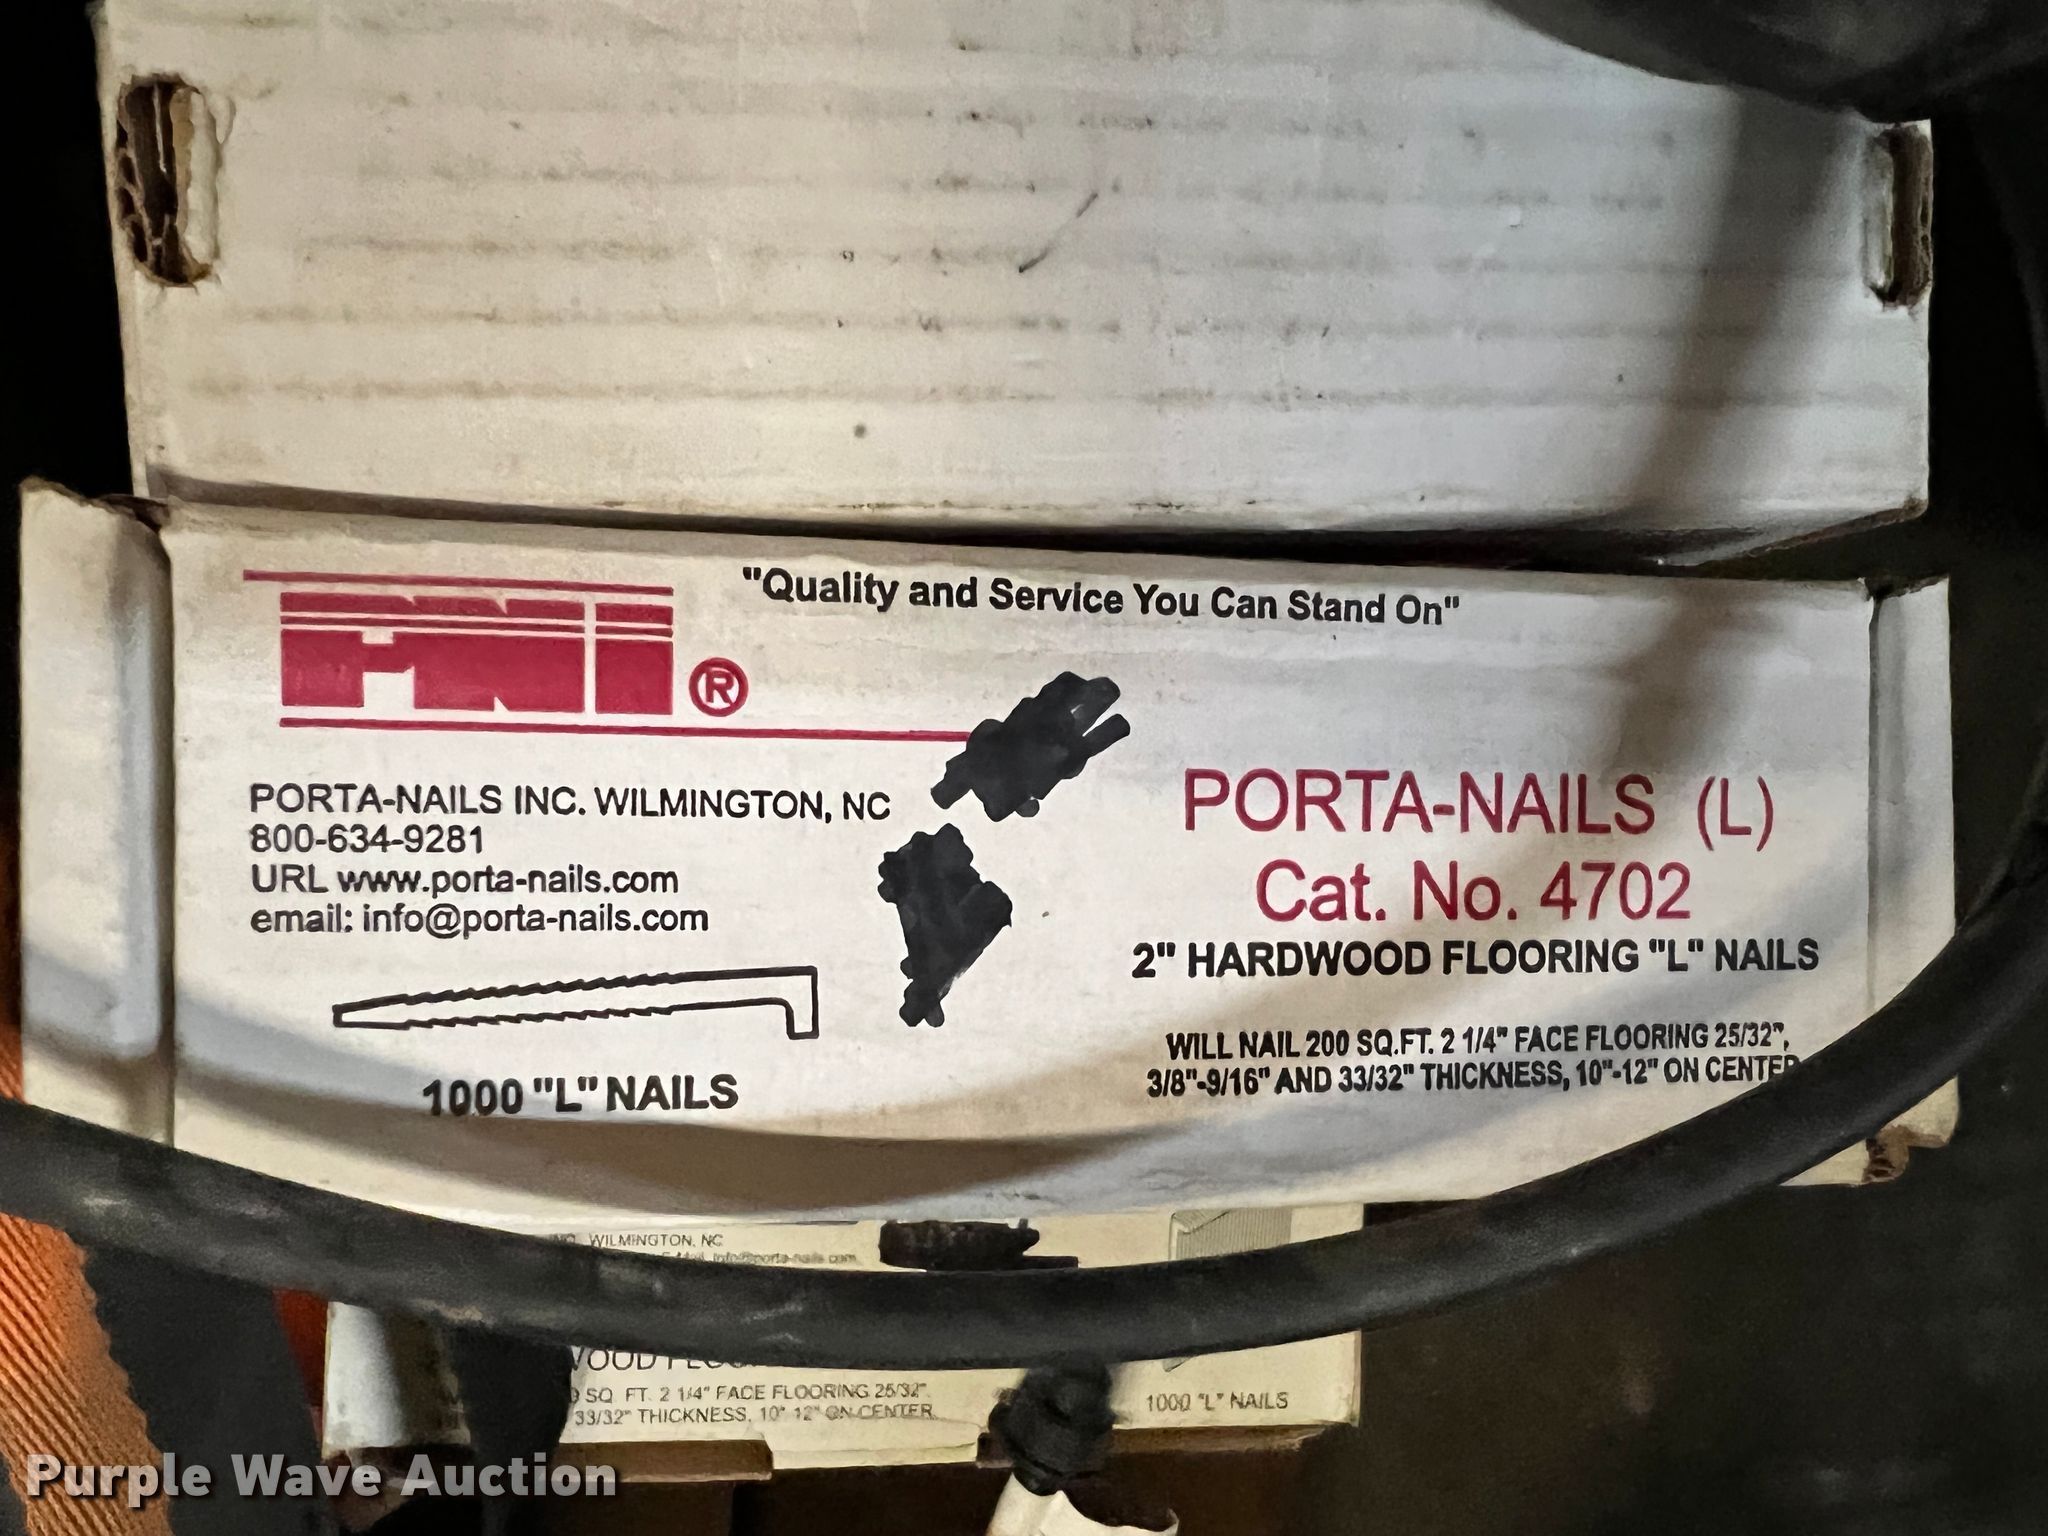 "Quality and Service You Can Stand On"
PNI®
PORTA-NAILS INC. WILMINGTON, NC
800-634-9281
URL www.porta-nails.com
email: info@porta-nails.com
1000 "L" NAILS
PORTA-NAILS (L)
Cat. No. 4702
2" HARDWOOD FLOORING "L" NAILS
WILL NAIL 200 SQ.FT. 2 1/4" FACE FLOORING 25/32",
3/8"-9/16" AND 33/32" THICKNESS, 10"-12" ON CENTER
WILMINGTON, NC
info@porta-nails.com
SQ. FT. 2 1/4" FACE FLOORING 25/32",
33/32" THICKNESS, 10" 12" ON CENTER
1000 "L" NAILS
Purple Wave Auction